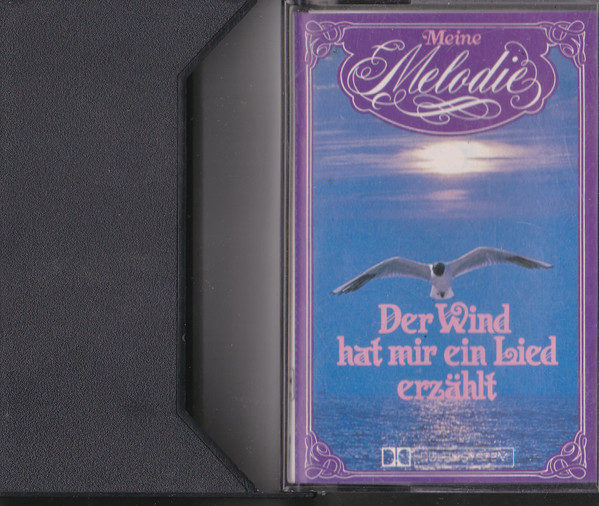 Meine
Melodie
Der Wind
hat mir ein Lied
erzählt